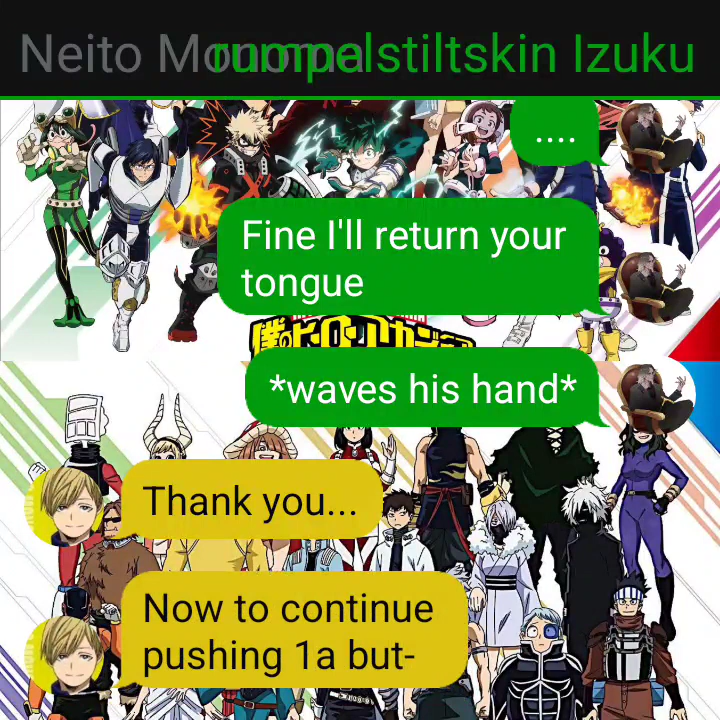 Neito Monoma rumpelstiltskin Izuku
....
Fine I'll return your
tongue
*waves his hand*
Thank you...
Now to continue
pushing 1a but-